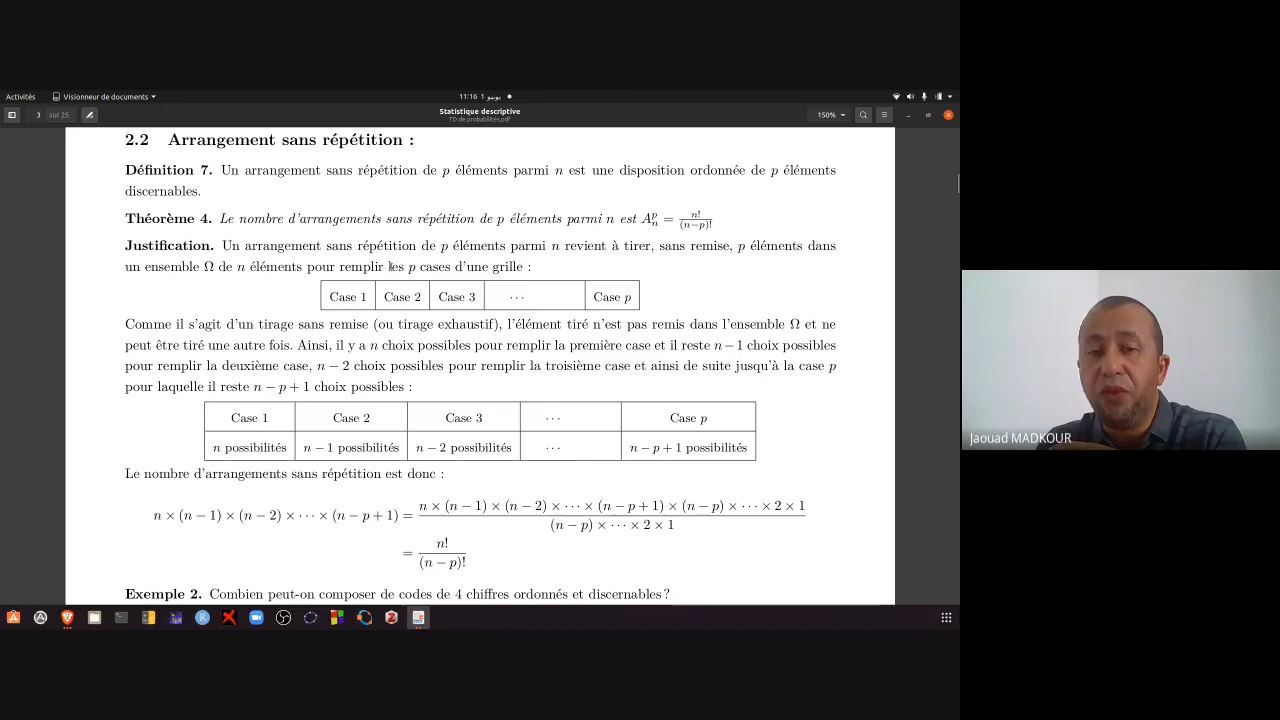 Activités Visionneur de documents 11:16 1 يونيو
3 sur 25 Statistique descriptive 150%
TD de probabilités.pdf
2.2 Arrangement sans répétition :
Définition 7. Un arrangement sans répétition de p éléments parmi n est une disposition ordonnée de p éléments
discernables.
Théorème 4. Le nombre d'arrangements sans répétition de p éléments parmi n est A_n^p = n!/(n−p)!
Justification. Un arrangement sans répétition de p éléments parmi n revient à tirer, sans remise, p éléments dans
un ensemble Ω de n éléments pour remplir les p cases d'une grille :
Case 1 Case 2 Case 3 ··· Case p
Comme il s'agit d'un tirage sans remise (ou tirage exhaustif), l'élément tiré n'est pas remis dans l'ensemble Ω et ne
peut être tiré une autre fois. Ainsi, il y a n choix possibles pour remplir la première case et il reste n − 1 choix possibles
pour remplir la deuxième case, n − 2 choix possibles pour remplir la troisième case et ainsi de suite jusqu'à la case p
pour laquelle il reste n − p + 1 choix possibles :
Case 1 Case 2 Case 3 ··· Case p
n possibilités n − 1 possibilités n − 2 possibilités ··· n − p + 1 possibilités
Le nombre d'arrangements sans répétition est donc :
n × (n − 1) × (n − 2) × ··· × (n − p + 1) = n × (n − 1) × (n − 2) × ··· × (n − p + 1) × (n − p) × ··· × 2 × 1 / (n − p) × ··· × 2 × 1
= n! / (n − p)!
Exemple 2. Combien peut-on composer de codes de 4 chiffres ordonnés et discernables ?
Jaouad MADKOUR